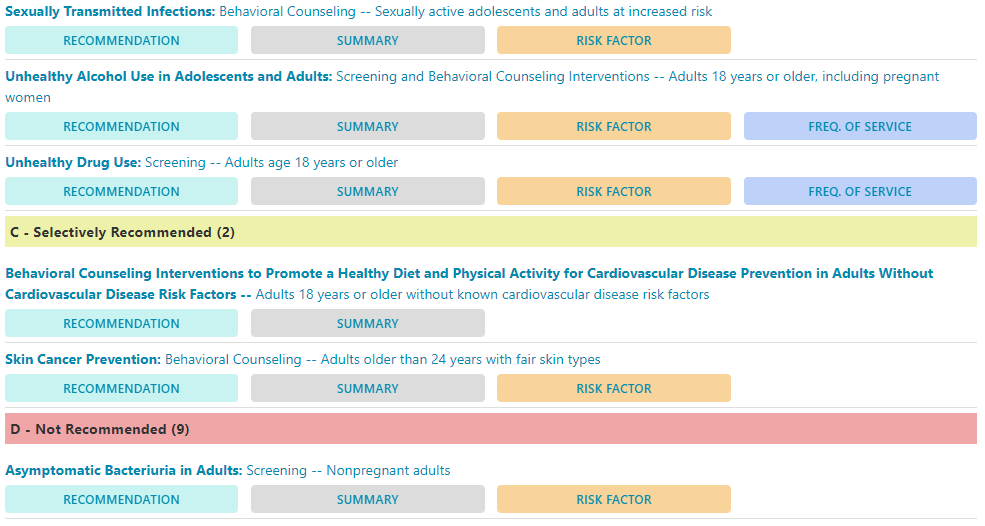 Sexually Transmitted Infections: Behavioral Counseling -- Sexually active adolescents and adults at increased risk
RECOMMENDATION SUMMARY RISK FACTOR
Unhealthy Alcohol Use in Adolescents and Adults: Screening and Behavioral Counseling Interventions -- Adults 18 years or older, including pregnant
women
RECOMMENDATION SUMMARY RISK FACTOR FREQ. OF SERVICE
Unhealthy Drug Use: Screening -- Adults age 18 years or older
RECOMMENDATION SUMMARY RISK FACTOR FREQ. OF SERVICE
C - Selectively Recommended (2)
Behavioral Counseling Interventions to Promote a Healthy Diet and Physical Activity for Cardiovascular Disease Prevention in Adults Without
Cardiovascular Disease Risk Factors -- Adults 18 years or older without known cardiovascular disease risk factors
RECOMMENDATION SUMMARY
Skin Cancer Prevention: Behavioral Counseling -- Adults older than 24 years with fair skin types
RECOMMENDATION SUMMARY RISK FACTOR
D - Not Recommended (9)
Asymptomatic Bacteriuria in Adults: Screening -- Nonpregnant adults
RECOMMENDATION SUMMARY RISK FACTOR